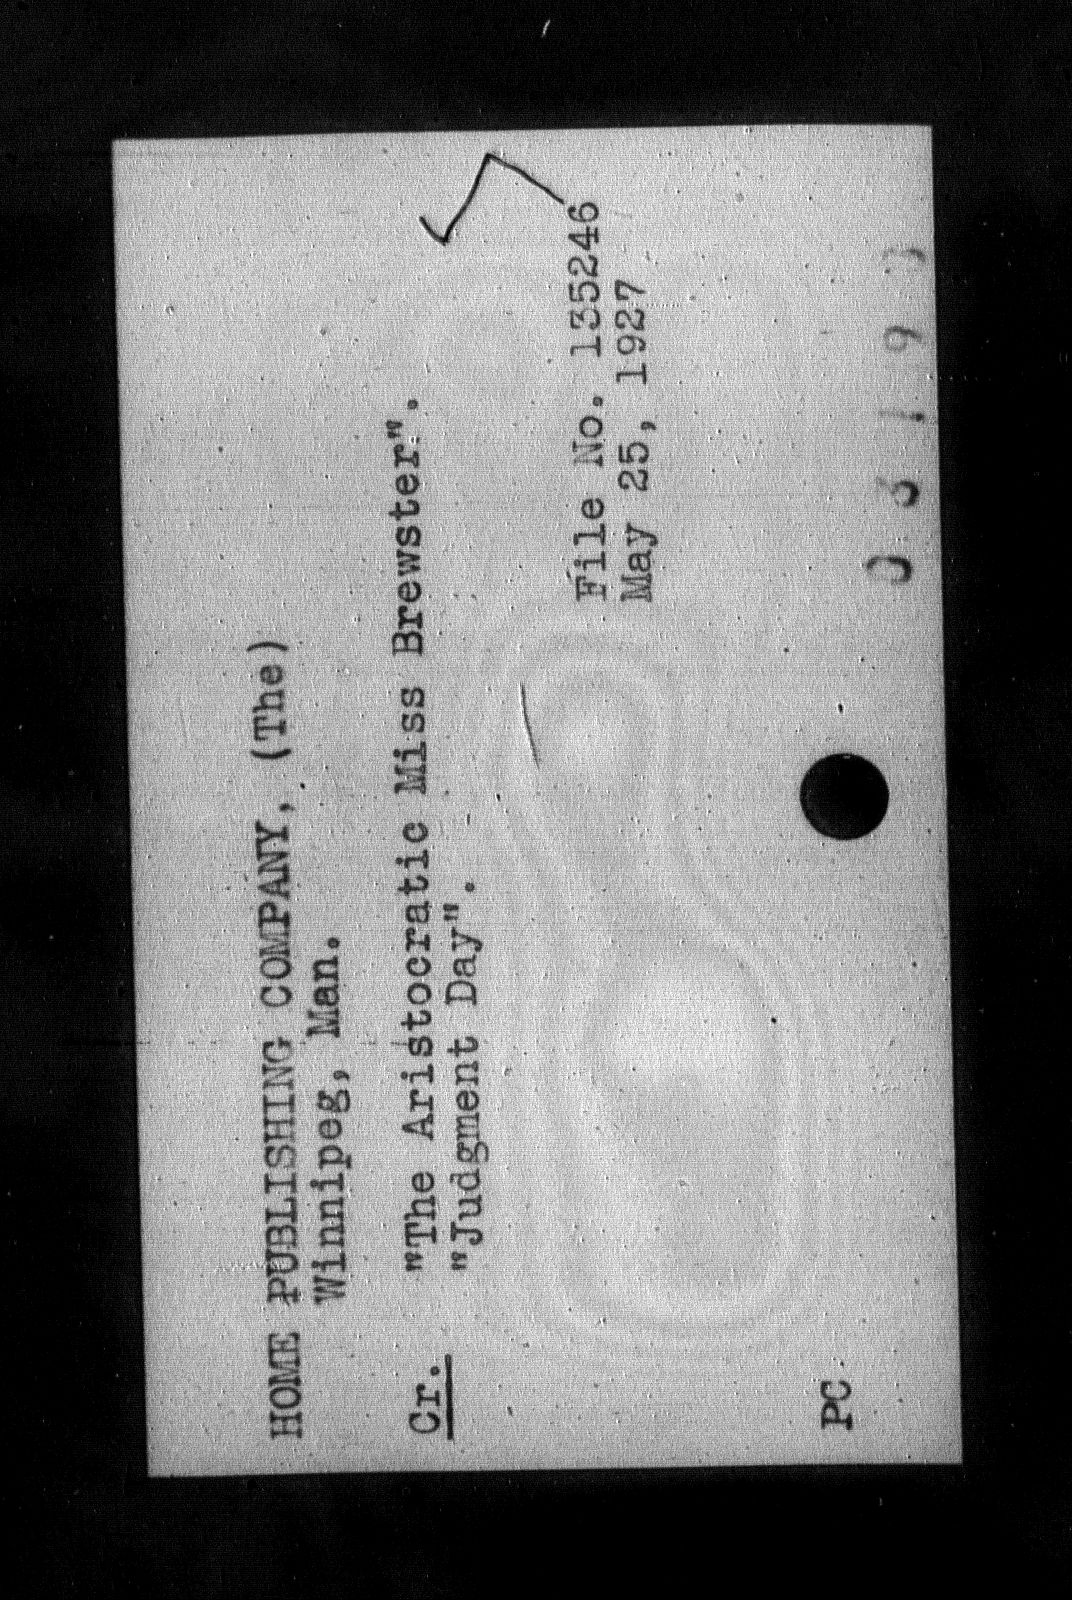 HOME PUBLISHING COMPANY, (The)
Winnipeg, Man.
Cr. "The Aristocratic Miss Brewster".
"Judgment Day".
File No. 135246
May 25, 1927
PC